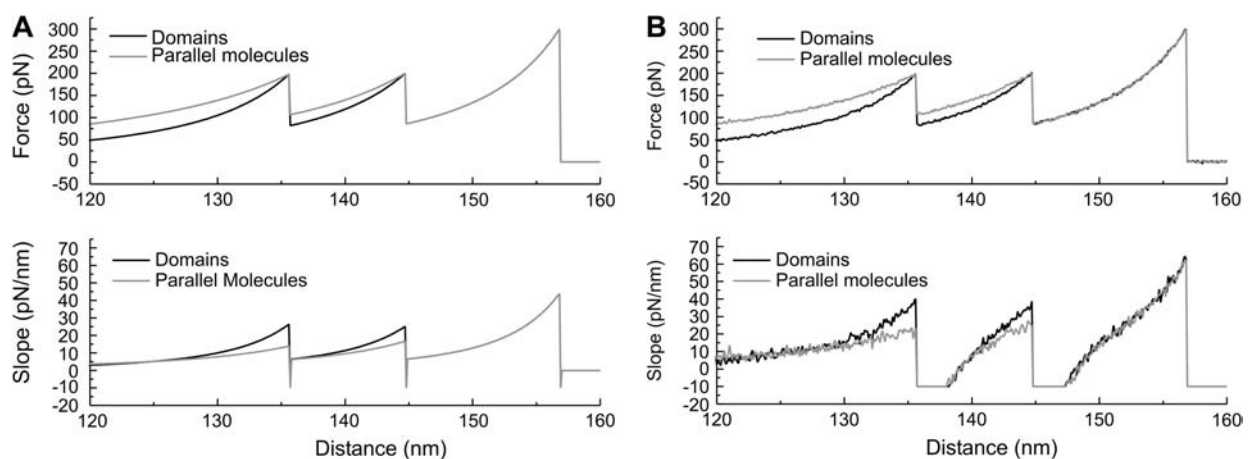 A
Force (pN)
300
250
200
150
100
50
0
-50
Domains
Parallel molecules
120 130 140 150 160
Slope (pN/nm)
70
60
50
40
30
20
10
0
-10
-20
Domains
Parallel Molecules
120 130 140 150 160
Distance (nm)
B
Force (pN)
300
250
200
150
100
50
0
-50
Domains
Parallel molecules
120 130 140 150 160
Slope (pN/nm)
70
60
50
40
30
20
10
0
-10
-20
Domains
Parallel molecules
120 130 140 150 160
Distance (nm)